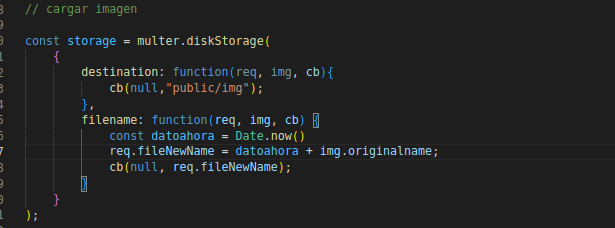 // cargar imagen
const storage = multer.diskStorage(
{
destination: function(req, img, cb){
cb(null,"public/img");
},
filename: function(req, img, cb) {
const datoahora = Date.now()
req.fileNewName = datoahora + img.originalname;
cb(null, req.fileNewName);
}
}
);